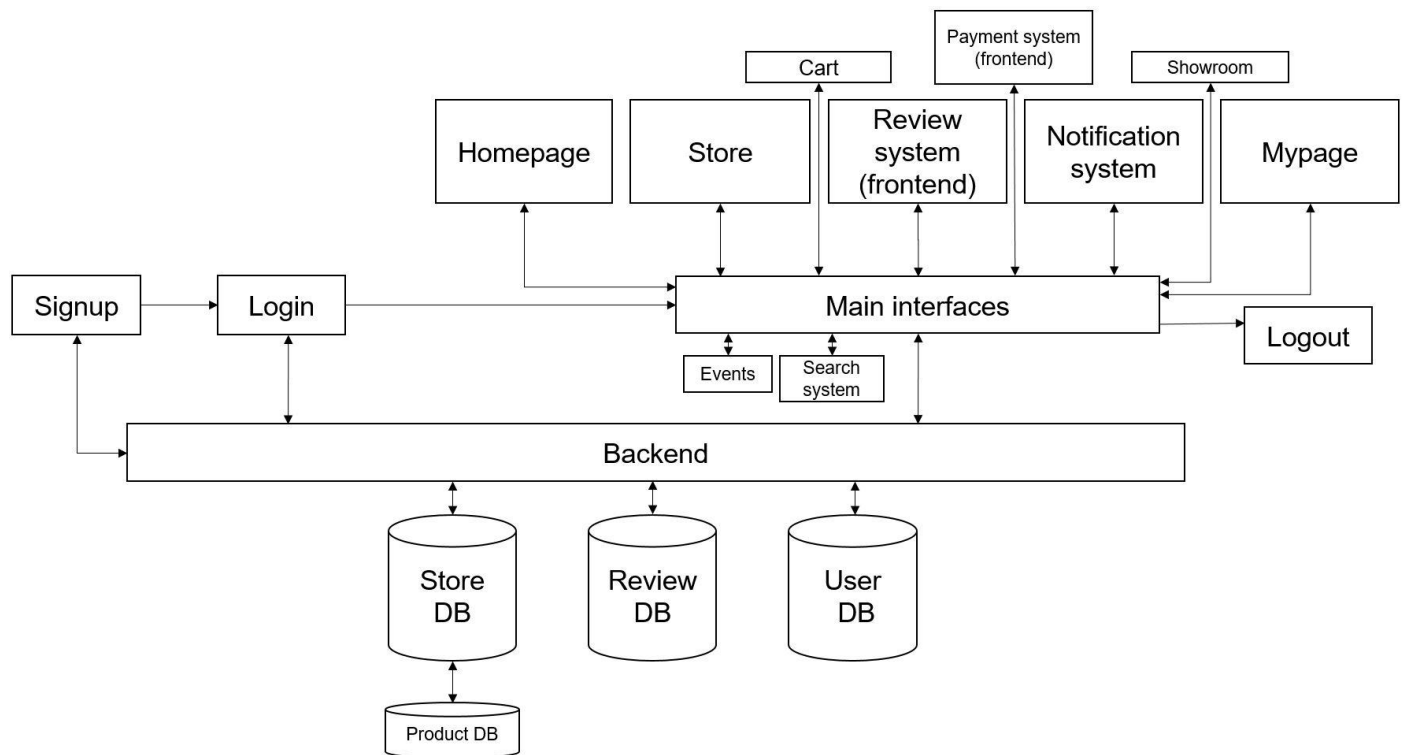 Payment system
(frontend)
Cart
Showroom
Homepage
Store
Review
system
(frontend)
Notification
system
Mypage
Signup
Login
Main interfaces
Logout
Events
Search
system
Backend
Store
DB
Review
DB
User
DB
Product DB